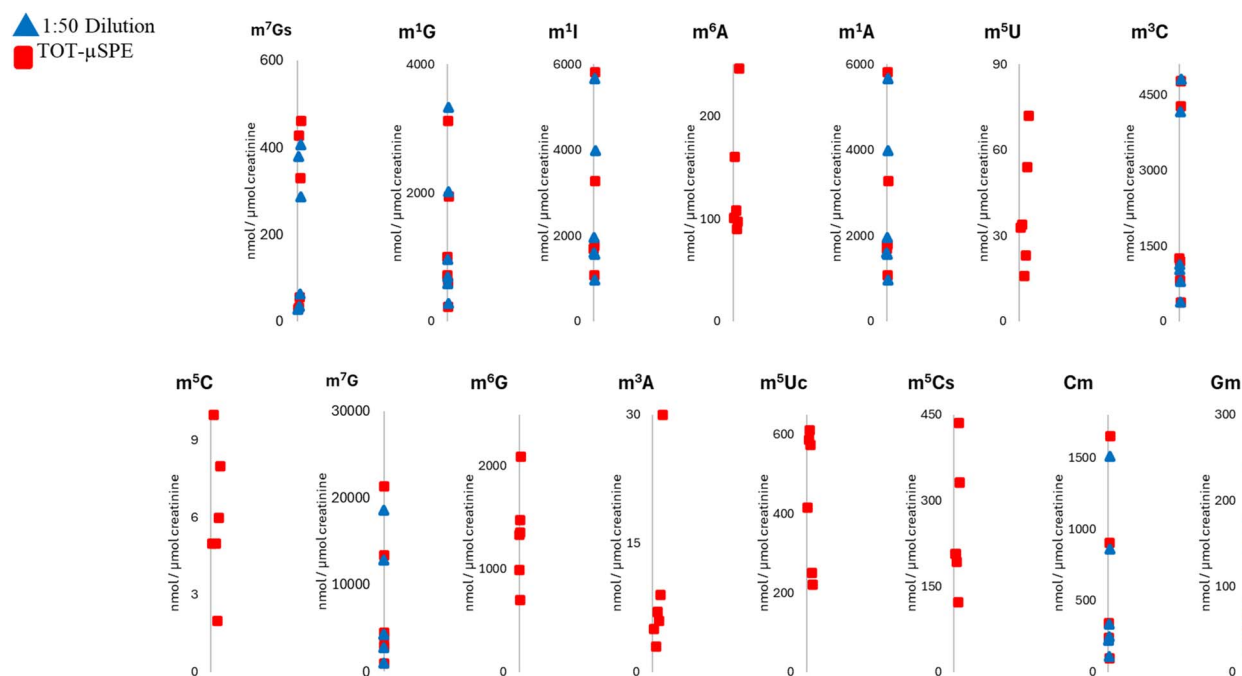 1:50 Dilution
TOT-µSPE
m⁷Gs
nmol / µmol creatinine
600
400
200
0
m¹G
nmol / µmol creatinine
4000
2000
0
m¹I
nmol / µmol creatinine
6000
4000
2000
0
m⁶A
nmol / µmol creatinine
200
100
0
m¹A
nmol / µmol creatinine
6000
4000
2000
0
m⁵U
nmol / µmol creatinine
90
60
30
0
m³C
nmol / µmol creatinine
4500
3000
1500
0
m⁵C
nmol / µmol creatinine
9
6
3
0
m⁷G
nmol / µmol creatinine
30000
20000
10000
0
m⁶G
nmol / µmol creatinine
2000
1000
0
m³A
nmol / µmol creatinine
30
15
0
m⁵Uc
nmol / µmol creatinine
600
400
200
0
m⁵Cs
nmol / µmol creatinine
450
300
150
0
Cm
nmol / µmol creatinine
1500
1000
500
0
Gm
nmol / µmol creatinine
300
200
100
0